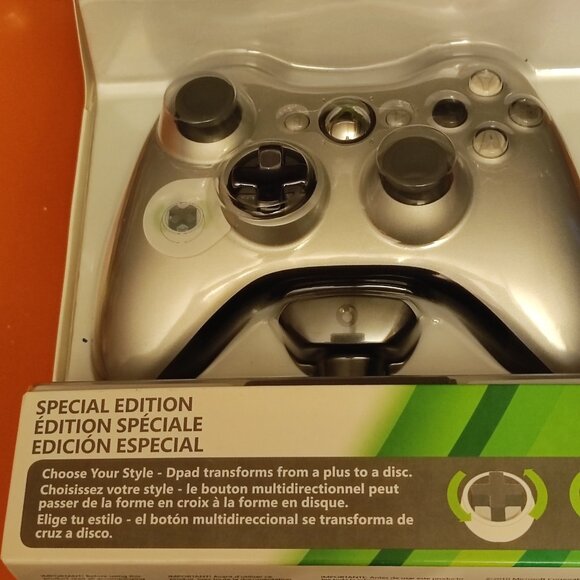 SPECIAL EDITION
ÉDITION SPÉCIALE
EDICIÓN ESPECIAL
Choose Your Style - Dpad transforms from a plus to a disc.
Choisissez votre style - le bouton multidirectionnel peut
passer de la forme en croix à la forme en disque.
Elige tu estilo - el botón multidireccional se transforma de
cruz a disco.